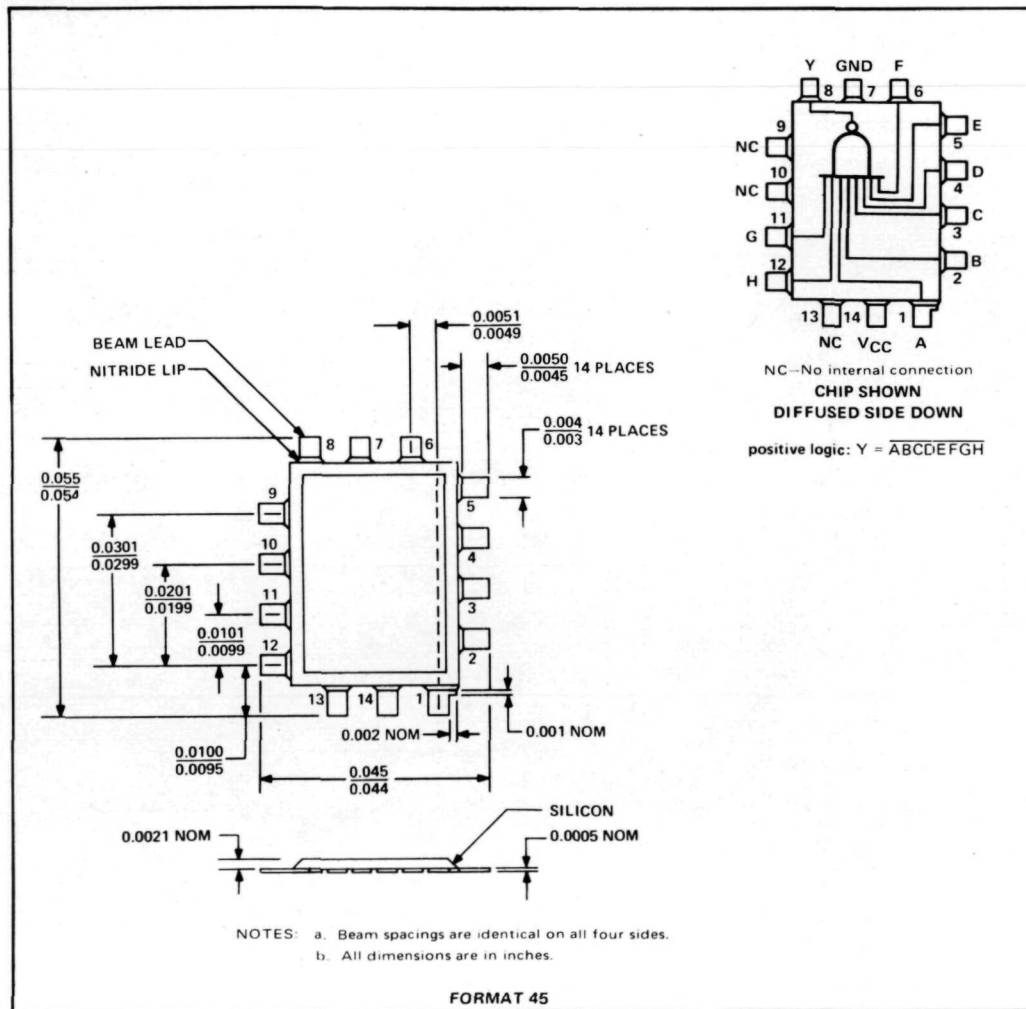 Y GND F
8 7 6
9
NC
10
NC
11
G
12
H
E
5
D
4
C
3
B
2
13 14 1
NC VCC A
NC—No internal connection
CHIP SHOWN
DIFFUSED SIDE DOWN
positive logic: Y = ABCDEFGH
0.0051
0.0049
0.0050
0.0045 14 PLACES
0.004
0.003 14 PLACES
BEAM LEAD
NITRIDE LIP
8 7 6
5
4
3
2
9
10
11
12
13 14 1
0.055
0.054
0.0301
0.0299
0.0201
0.0199
0.0101
0.0099
0.0100
0.0095
0.002 NOM
0.001 NOM
0.045
0.044
SILICON
0.0021 NOM
0.0005 NOM
NOTES: a. Beam spacings are identical on all four sides.
b. All dimensions are in inches.
FORMAT 45